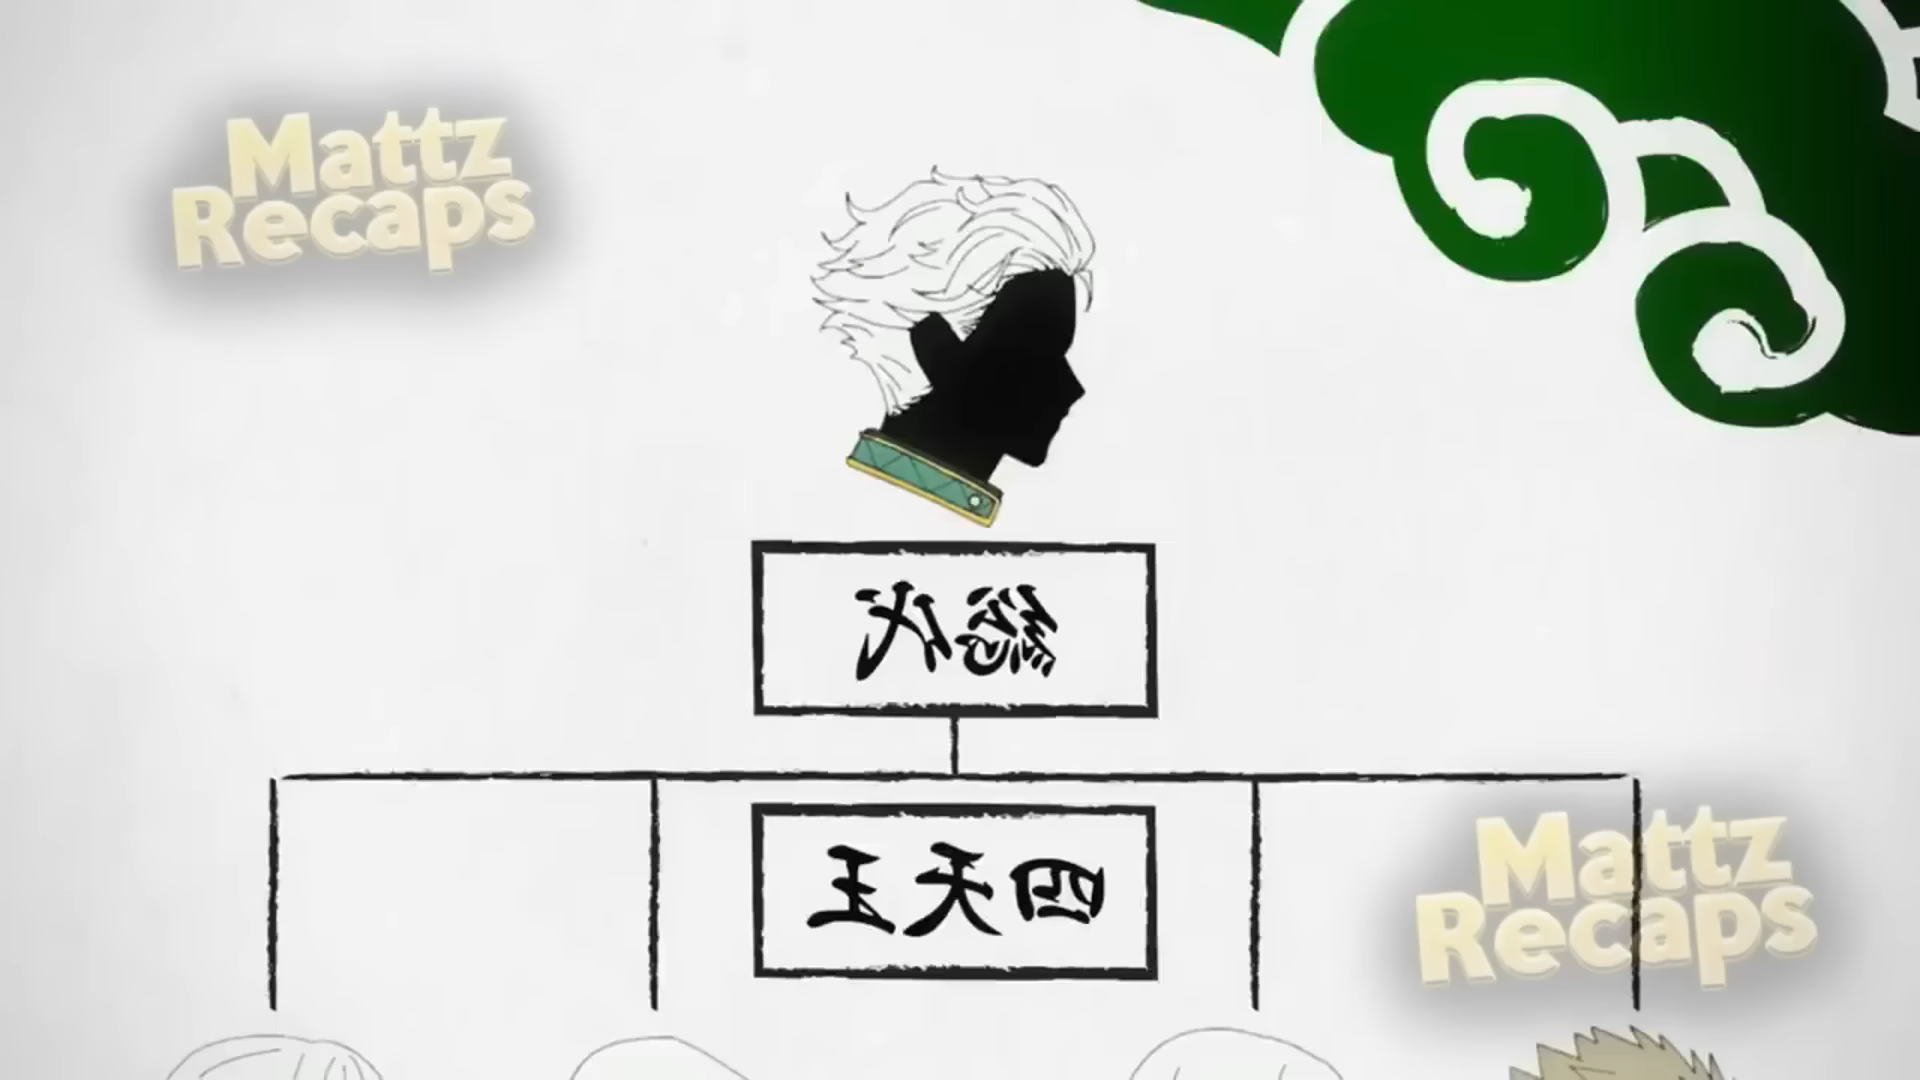 Mattz
Recaps
総代
四天王
Mattz
Recaps